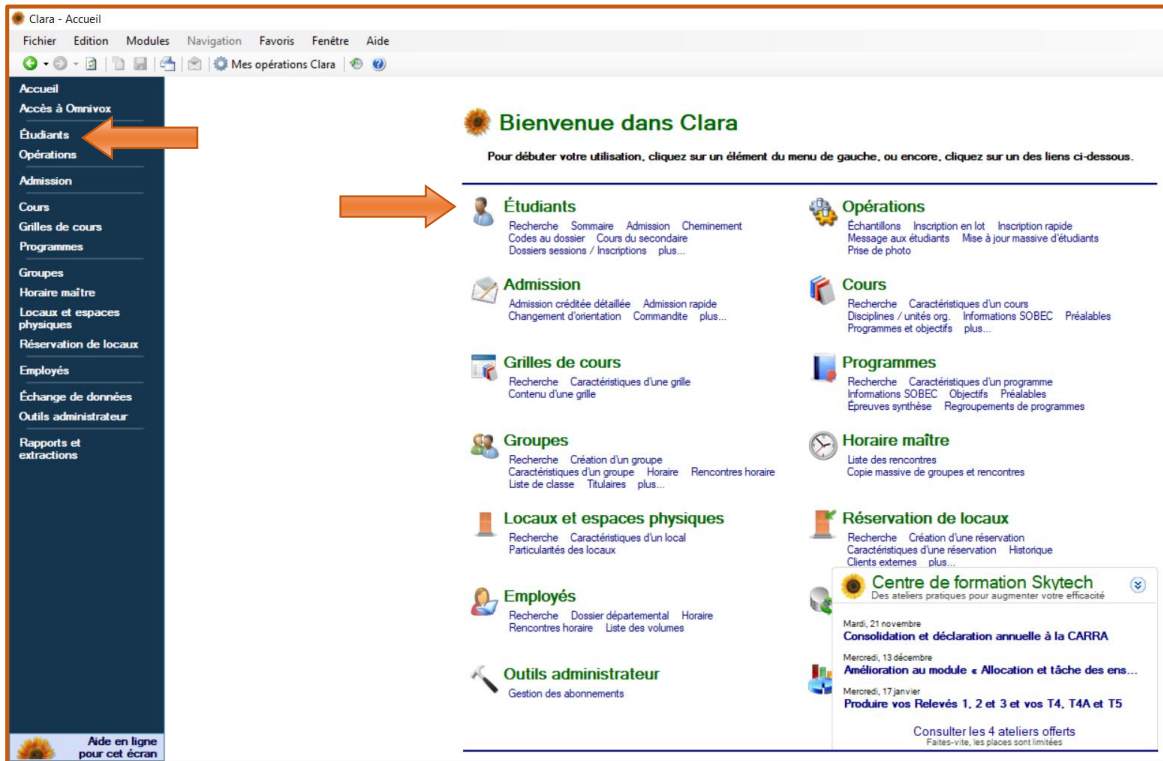 Clara - Accueil
Fichier Edition Modules Navigation Favoris Fenêtre Aide
Mes opérations Clara
Accueil
Accès à Omnivox
Étudiants
Opérations
Admission
Cours
Grilles de cours
Programmes
Groupes
Horaire maître
Locaux et espaces
physiques
Réservation de locaux
Employés
Échange de données
Outils administrateur
Rapports et
extractions
Aide en ligne
pour cet écran
Bienvenue dans Clara
Pour débuter votre utilisation, cliquez sur un élément du menu de gauche, ou encore, cliquez sur un des liens ci-dessous.
Étudiants
Recherche Sommaire Admission Cheminement
Codes au dossier Cours du secondaire
Dossiers sessions / Inscriptions plus...
Opérations
Échantillons Inscription en lot Inscription rapide
Message aux étudiants Mise à jour massive d'étudiants
Prise de photo
Admission
Admission créditée détaillée Admission rapide
Changement d'orientation Commandite plus...
Cours
Recherche Caractéristiques d'un cours
Disciplines / unités org. Informations SOBEC Préalables
Programmes et objectifs plus...
Grilles de cours
Recherche Caractéristiques d'une grille
Contenu d'une grille
Programmes
Recherche Caractéristiques d'un programme
Informations SOBEC Objectifs Préalables
Épreuves synthèse Regroupements de programmes
Groupes
Recherche Création d'un groupe
Caractéristiques d'un groupe Horaire Rencontres horaire
Liste de classe Titulaires plus...
Horaire maître
Liste des rencontres
Copie massive de groupes et rencontres
Locaux et espaces physiques
Recherche Caractéristiques d'un local
Particularités des locaux
Réservation de locaux
Recherche Création d'une réservation
Caractéristiques d'une réservation Historique
Clients externes plus...
Employés
Recherche Dossier départemental Horaire
Rencontres horaire Liste des volumes
Outils administrateur
Gestion des abonnements
Centre de formation Skytech
Des ateliers pratiques pour augmenter votre efficacité
Mardi, 21 novembre
Consolidation et déclaration annuelle à la CARRA
Mercredi, 13 décembre
Amélioration au module « Allocation et tâche des ens...
Mercredi, 17 janvier
Produire vos Relevés 1, 2 et 3 et vos T4, T4A et T5
Consulter les 4 ateliers offerts
Faites-vite, les places sont limitées